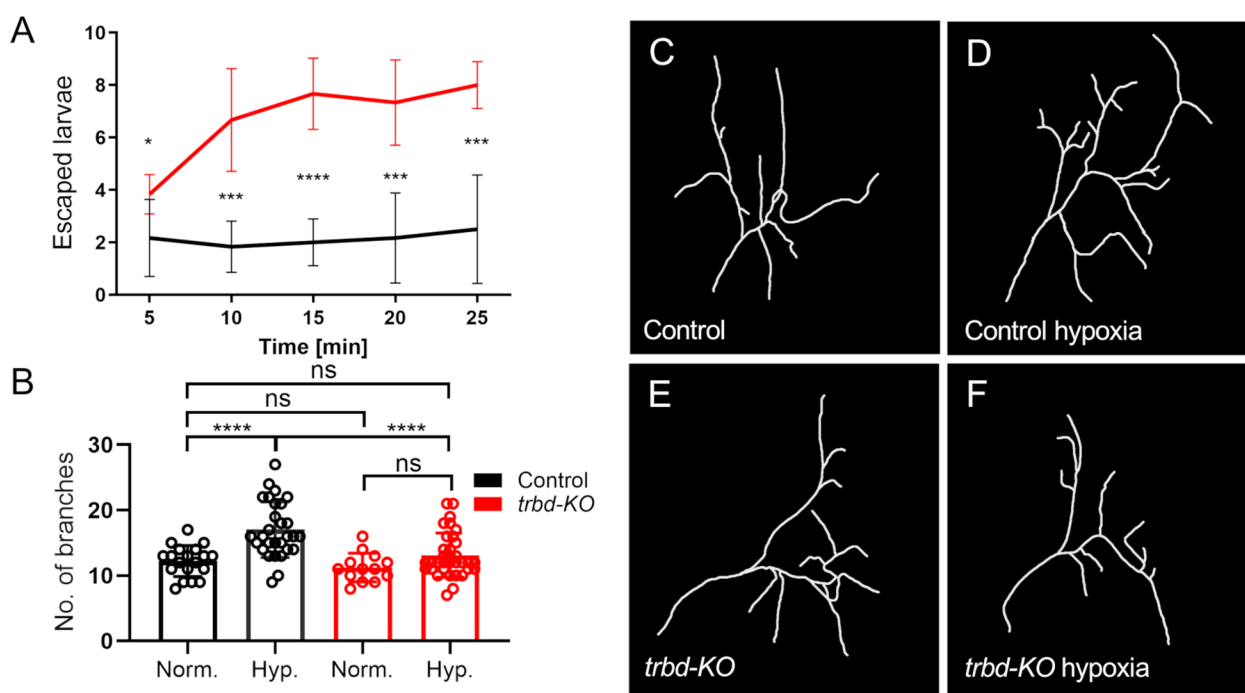 A
10
8
6
4
2
0
Escaped larvae
*
***
****
***
***
5 10 15 20 25
Time [min]
B
ns
ns
**** ****
ns
30
20
10
0
No. of branches
Control
trbd-KO
Norm. Hyp. Norm. Hyp.
C
Control
D
Control hypoxia
E
trbd-KO
F
trbd-KO hypoxia